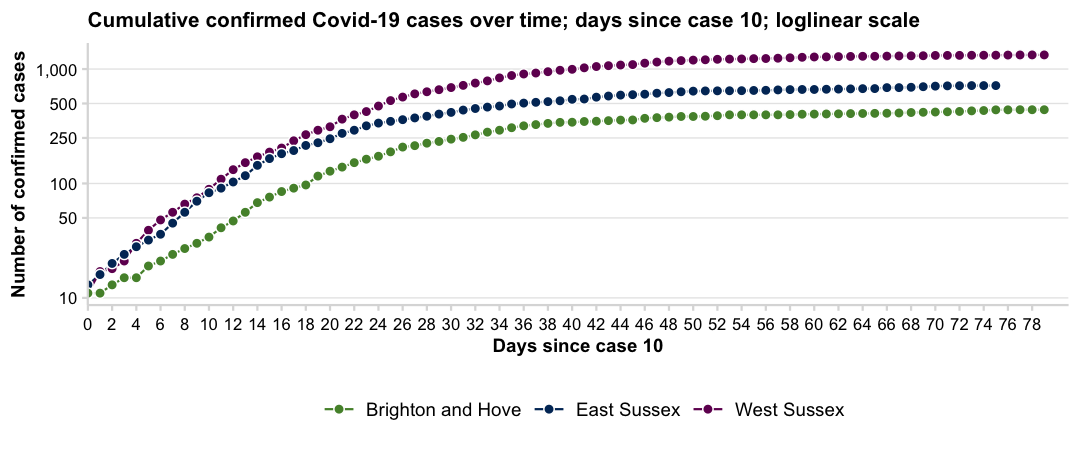 Cumulative confirmed Covid-19 cases over time; days since case 10; loglinear scale
Number of confirmed cases
1,000
500
250
100
50
10
0 2 4 6 8 10 12 14 16 18 20 22 24 26 28 30 32 34 36 38 40 42 44 46 48 50 52 54 56 58 60 62 64 66 68 70 72 74 76 78
Days since case 10
Brighton and Hove East Sussex West Sussex